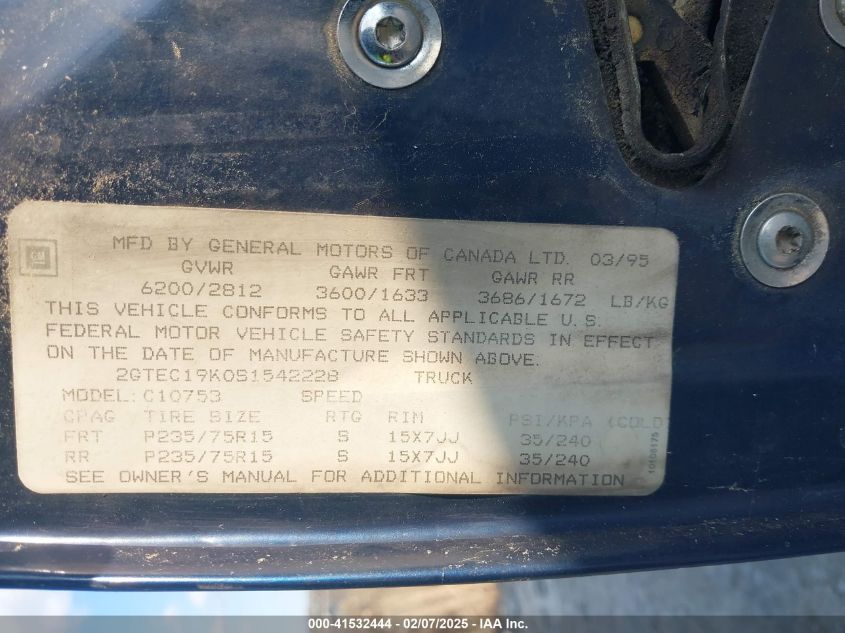 GM
MFD BY GENERAL MOTORS OF CANADA LTD. 03/95
GVWR GAWR FRT GAWR RR
6200/2812 3600/1633 3686/1672 LB/KG
THIS VEHICLE CONFORMS TO ALL APPLICABLE U.S.
FEDERAL MOTOR VEHICLE SAFETY STANDARDS IN EFFECT
ON THE DATE OF MANUFACTURE SHOWN ABOVE.
2GTEC19K0S1542228 TRUCK
MODEL: C10753 SPEED
CPAG TIRE SIZE RTG RIM PSI/KPA (COLD)
FRT P235/75R15 S 15X7JJ 35/240
RR P235/75R15 S 15X7JJ 35/240
SEE OWNER'S MANUAL FOR ADDITIONAL INFORMATION
000-41532444 - 02/07/2025 - IAA Inc.